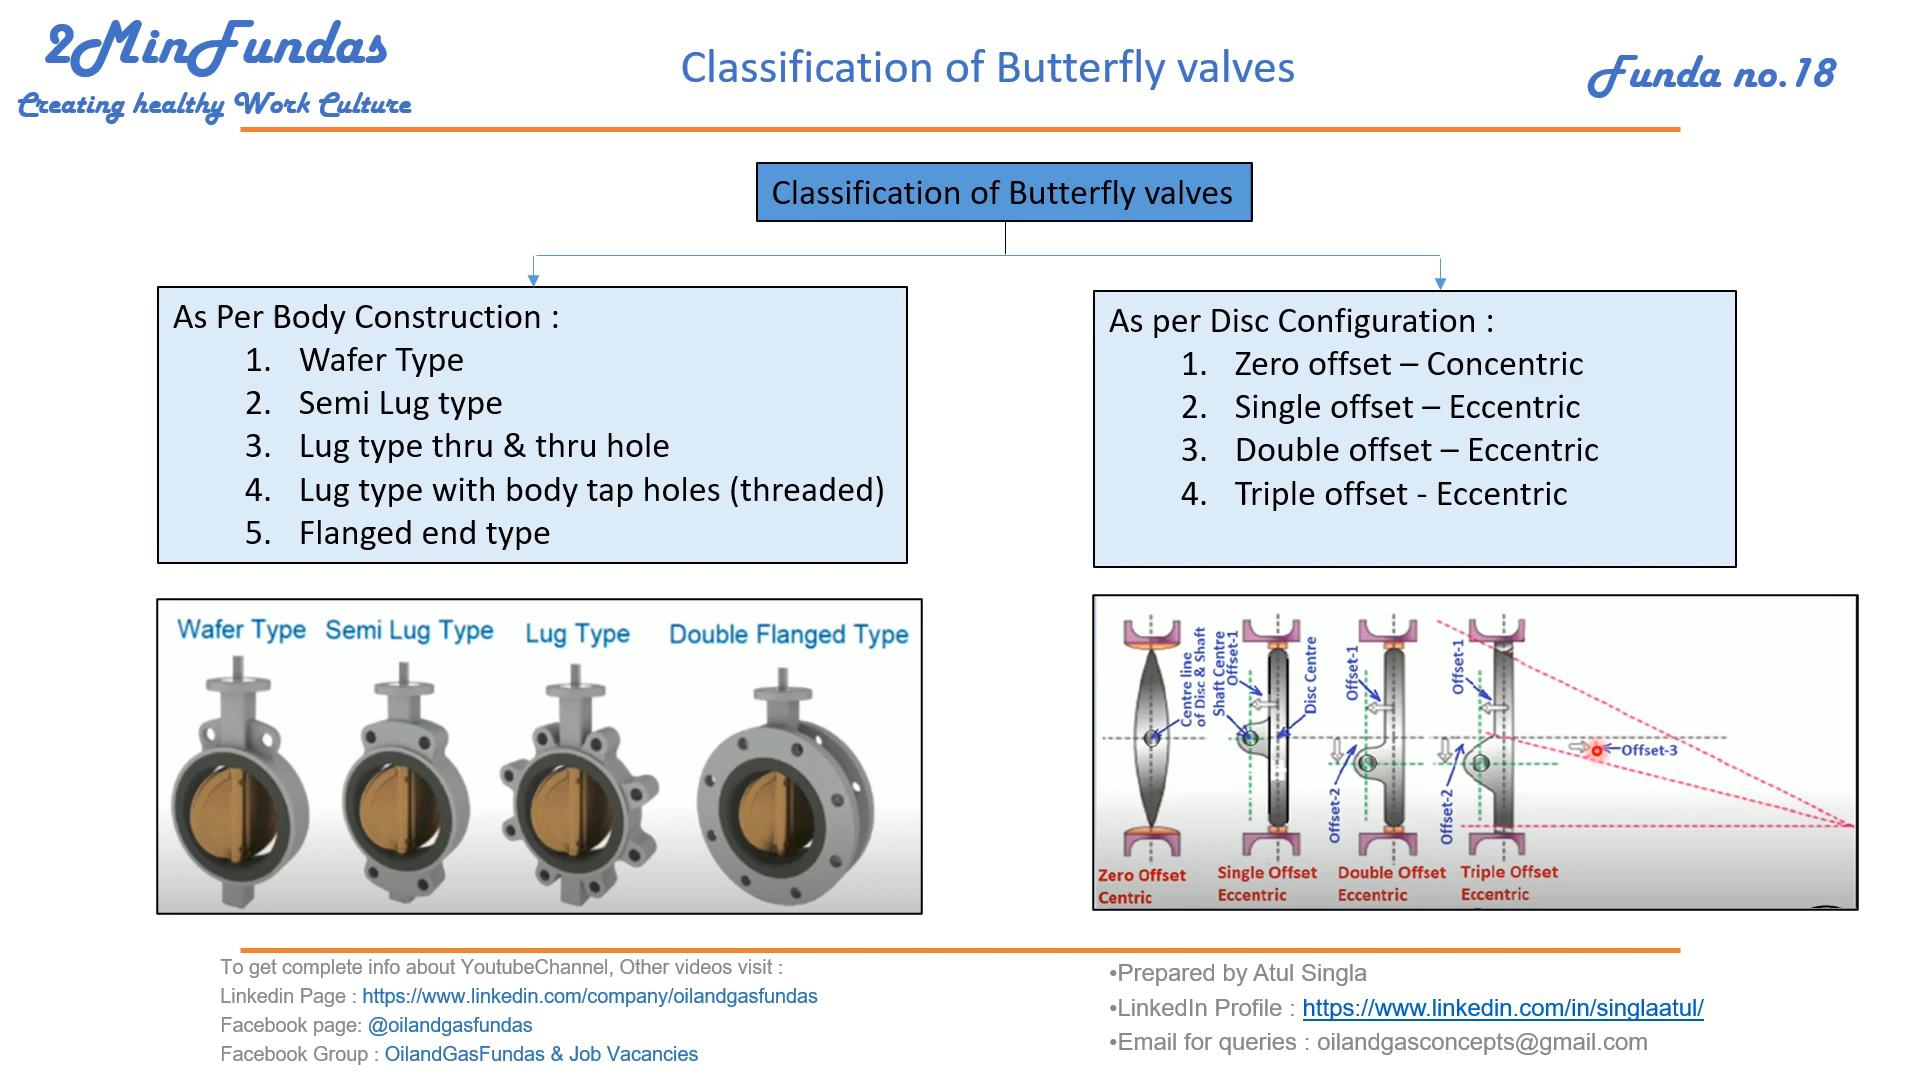 2MinFundas
Creating healthy Work Culture
Classification of Butterfly valves
Funda no.18
Classification of Butterfly valves
As Per Body Construction :
1. Wafer Type
2. Semi Lug type
3. Lug type thru & thru hole
4. Lug type with body tap holes (threaded)
5. Flanged end type
As per Disc Configuration :
1. Zero offset – Concentric
2. Single offset – Eccentric
3. Double offset – Eccentric
4. Triple offset - Eccentric
Wafer Type
Semi Lug Type
Lug Type
Double Flanged Type
Centre line
of Disc & Shaft
Shaft Centre
Offset-1
Disc Centre
Offset-1
Offset-2
Offset-1
Offset-2
Offset-3
Zero Offset
Centric
Single Offset
Eccentric
Double Offset
Eccentric
Triple Offset
Eccentric
To get complete info about YoutubeChannel, Other videos visit :
Linkedin Page : https://www.linkedin.com/company/oilandgasfundas
Facebook page: @oilandgasfundas
Facebook Group : OilandGasFundas & Job Vacancies
•Prepared by Atul Singla
•LinkedIn Profile : https://www.linkedin.com/in/singlaatul/
•Email for queries : oilandgasconcepts@gmail.com